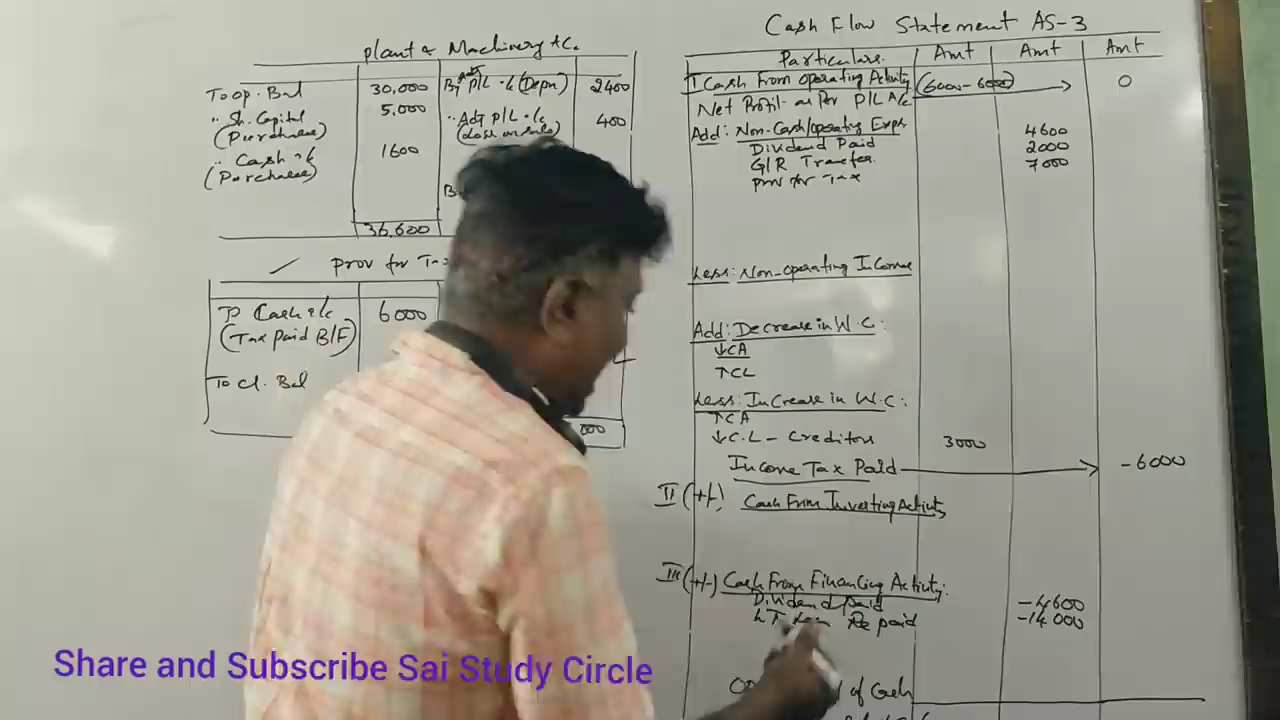 Cash Flow Statement AS-3
Plant & Machinery A/c
To op. Bal 30,000 By P/L A/c (Depn) 2400
" Sh. Capital 5,000 " Adj P/L A/c 400
(Purchase) (Loss on sale)
" Cash A/c 1600
(Purchase)
B
36,600
Prov for
To Cash A/c 6000
(Tax paid B/F)
To Cl. Bal
000
Particulars Amt Amt Amt
I Cash From operating Activity (6000-6000) 0
Net Profit as Per P/L A/c
Add: Non-Cash/operating Exps
Dividend Paid 4600
G/R Transfer 2000
Prov for Tax 7000
Less: Non-operating Income
Add: Decrease in W.C:
↓CA
↑CL
Less: Increase in W.C:
↑CA
↓C.L - Creditors 3000
Income Tax Paid -6000
II (+/-) Cash From Investing Activity
III (+/-) Cash From Financing Activity:
Dividend paid -4600
LT Loan Repaid -14000
of Cash
Share and Subscribe Sai Study Circle